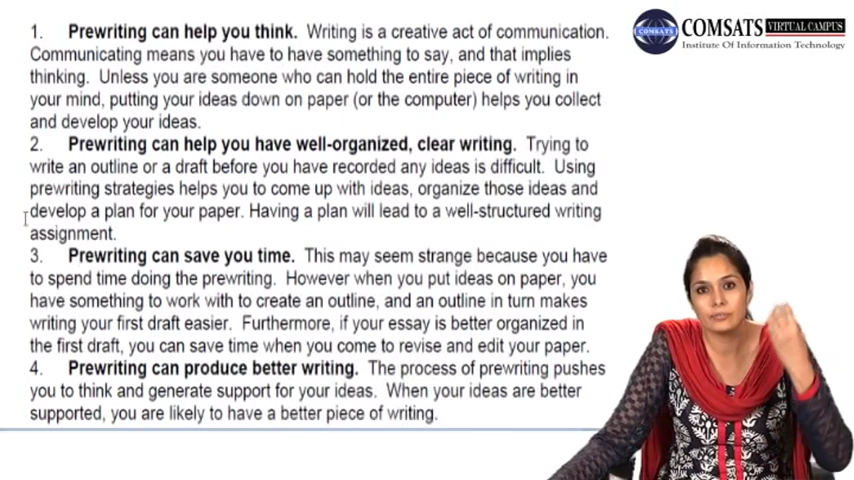 COMSATS VIRTUAL CAMPUS
Institute Of Information Technology
COMSATS
1. Prewriting can help you think. Writing is a creative act of communication.
Communicating means you have to have something to say, and that implies
thinking. Unless you are someone who can hold the entire piece of writing in
your mind, putting your ideas down on paper (or the computer) helps you collect
and develop your ideas.
2. Prewriting can help you have well-organized, clear writing. Trying to
write an outline or a draft before you have recorded any ideas is difficult. Using
prewriting strategies helps you to come up with ideas, organize those ideas and
develop a plan for your paper. Having a plan will lead to a well-structured writing
assignment.
3. Prewriting can save you time. This may seem strange because you have
to spend time doing the prewriting. However when you put ideas on paper, you
have something to work with to create an outline, and an outline in turn makes
writing your first draft easier. Furthermore, if your essay is better organized in
the first draft, you can save time when you come to revise and edit your paper.
4. Prewriting can produce better writing. The process of prewriting pushes
you to think and generate support for your ideas. When your ideas are better
supported, you are likely to have a better piece of writing.